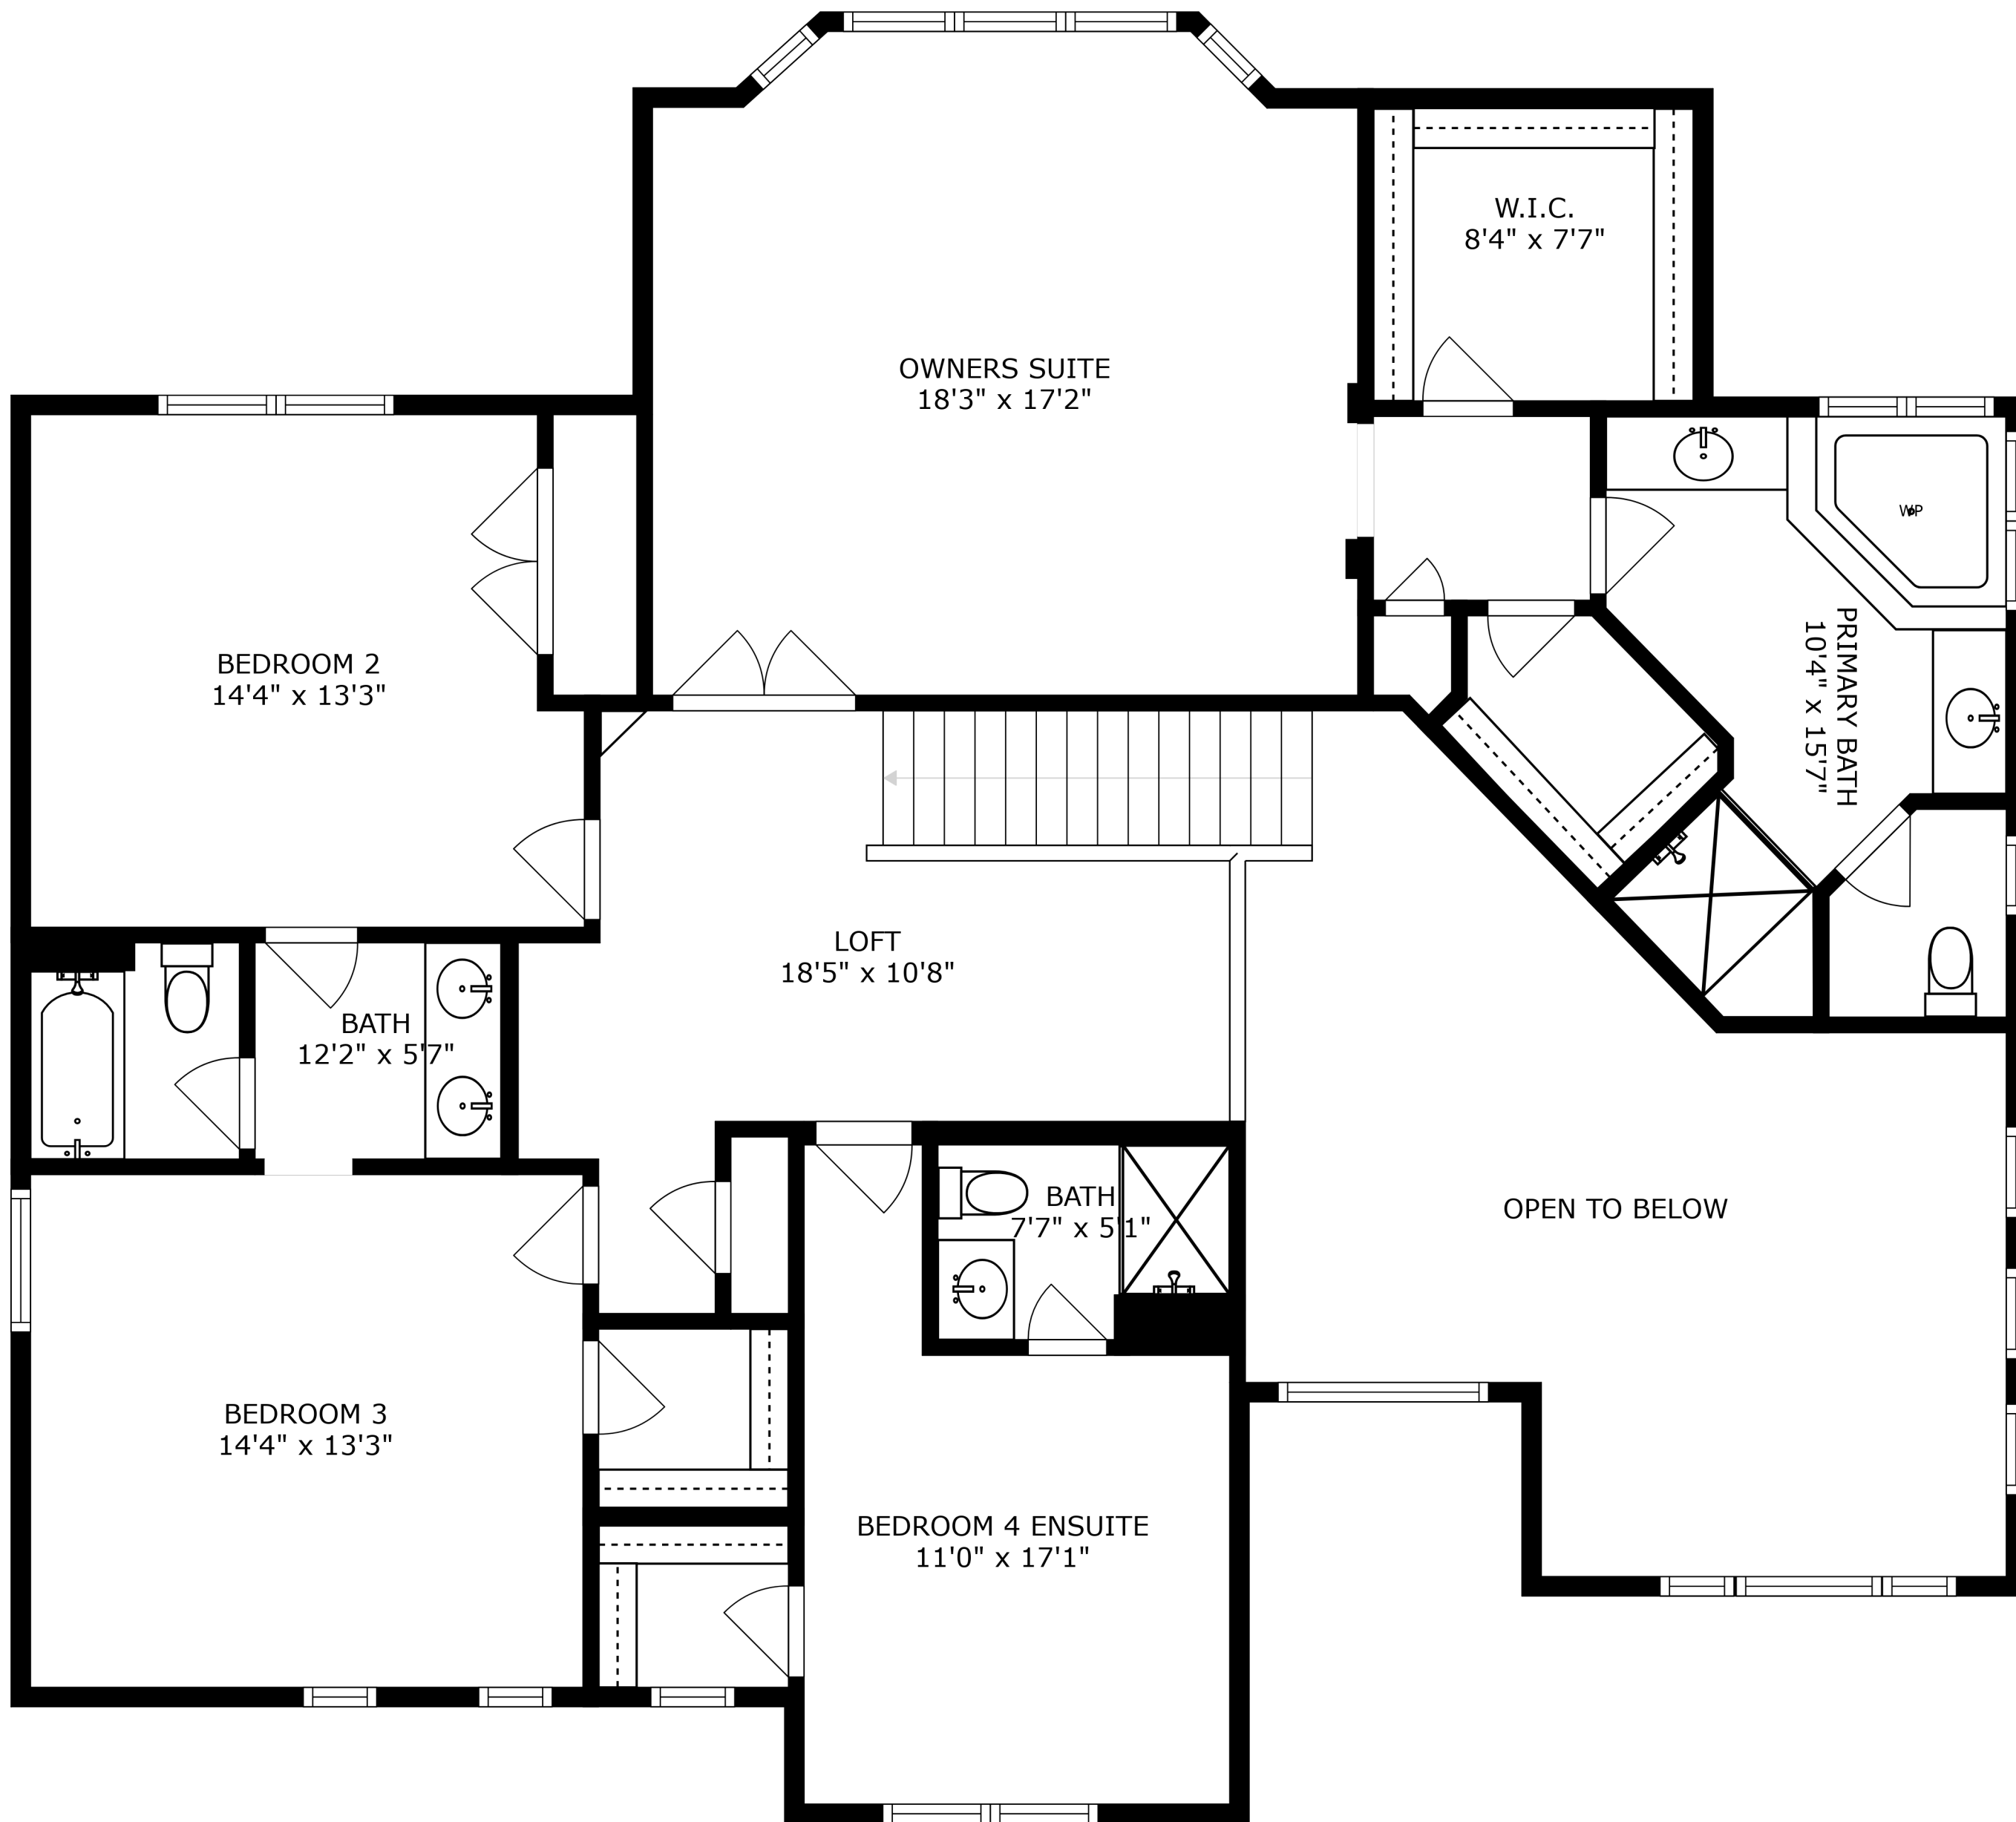 W.I.C.
8'4" x 7'7"
OWNERS SUITE
18'3" x 17'2"
WP
BEDROOM 2
14'4" x 13'3"
PRIMARY BATH
10'4" x 15'7"
LOFT
18'5" x 10'8"
BATH
12'2" x 5'7"
BATH
7'7" x 5'1"
OPEN TO BELOW
BEDROOM 3
14'4" x 13'3"
BEDROOM 4 ENSUITE
11'0" x 17'1"